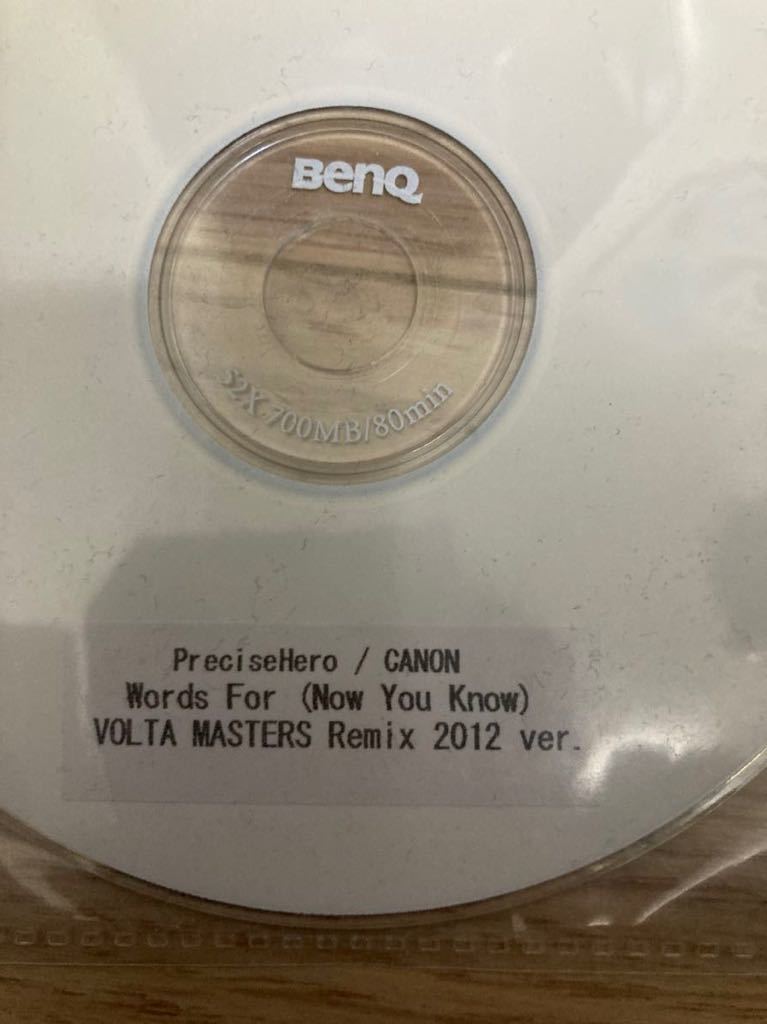 BenQ
52X 700MB/80min
PreciseHero / CANON
Words For (Now You Know)
VOLTA MASTERS Remix 2012 ver.